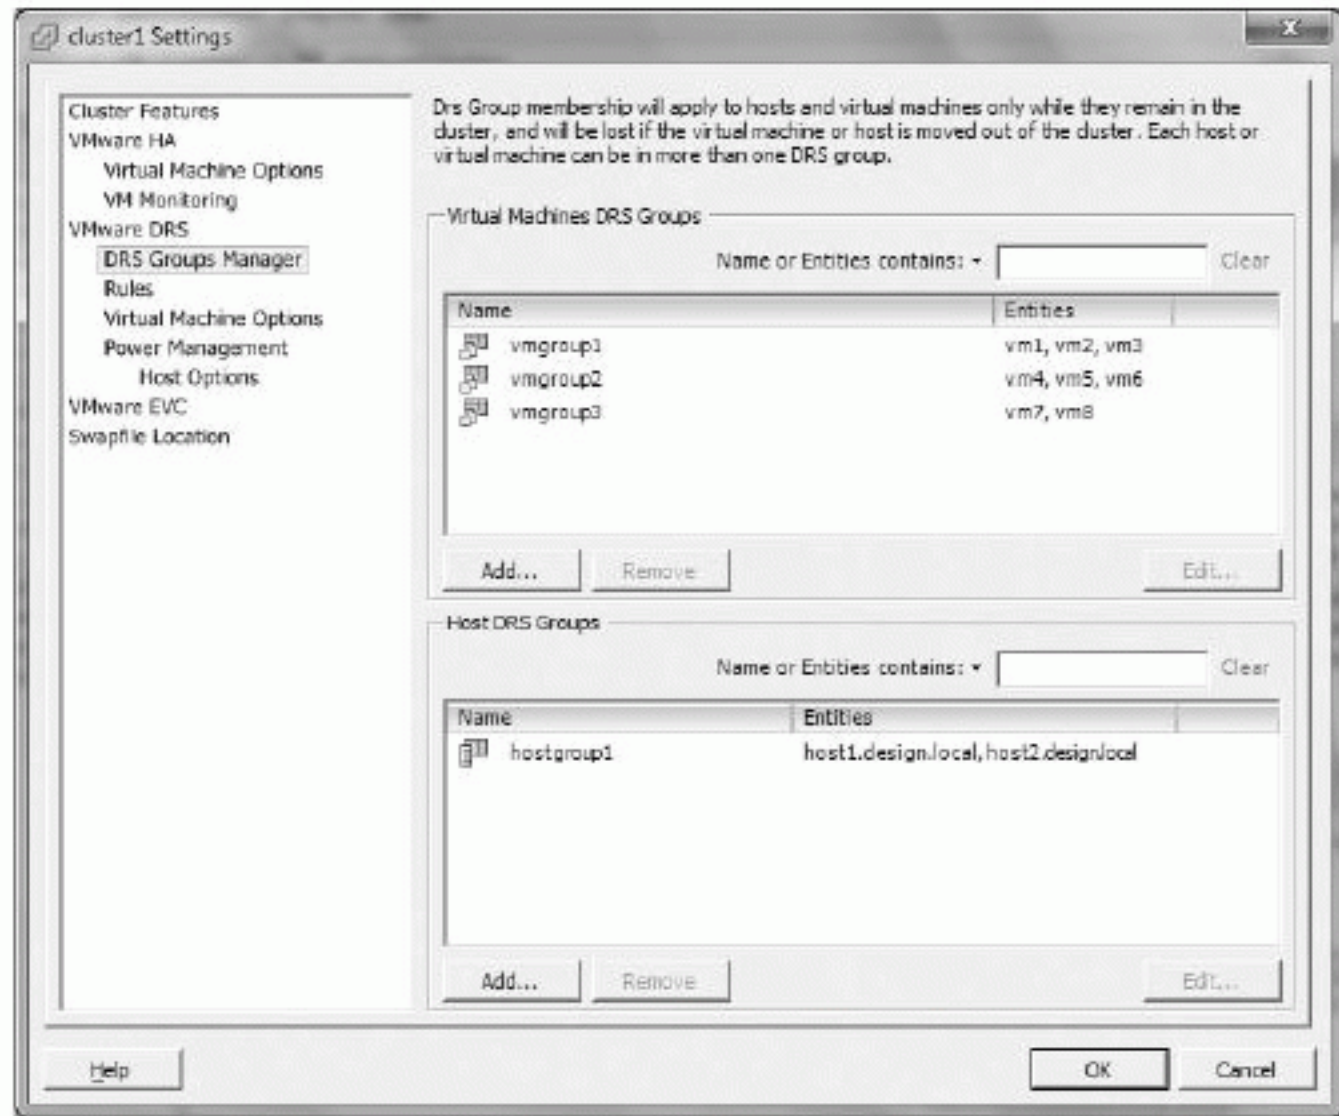 cluster1 Settings
x
Cluster Features
VMware HA
Virtual Machine Options
VM Monitoring
VMware DRS
DRS Groups Manager
Rules
Virtual Machine Options
Power Management
Host Options
VMware EVC
Swapfile Location
Drs Group membership will apply to hosts and virtual machines only while they remain in the
cluster, and will be lost if the virtual machine or host is moved out of the cluster. Each host or
virtual machine can be in more than one DRS group.
Virtual Machines DRS Groups
Name or Entities contains: Clear
Name Entities
vmgroup1 vm1, vm2, vm3
vmgroup2 vm4, vm5, vm6
vmgroup3 vm7, vm8
Add... Remove Edit...
Host DRS Groups
Name or Entities contains: Clear
Name Entities
hostgroup1 host1.design.local, host2.design.local
Add... Remove Edit...
Help OK Cancel